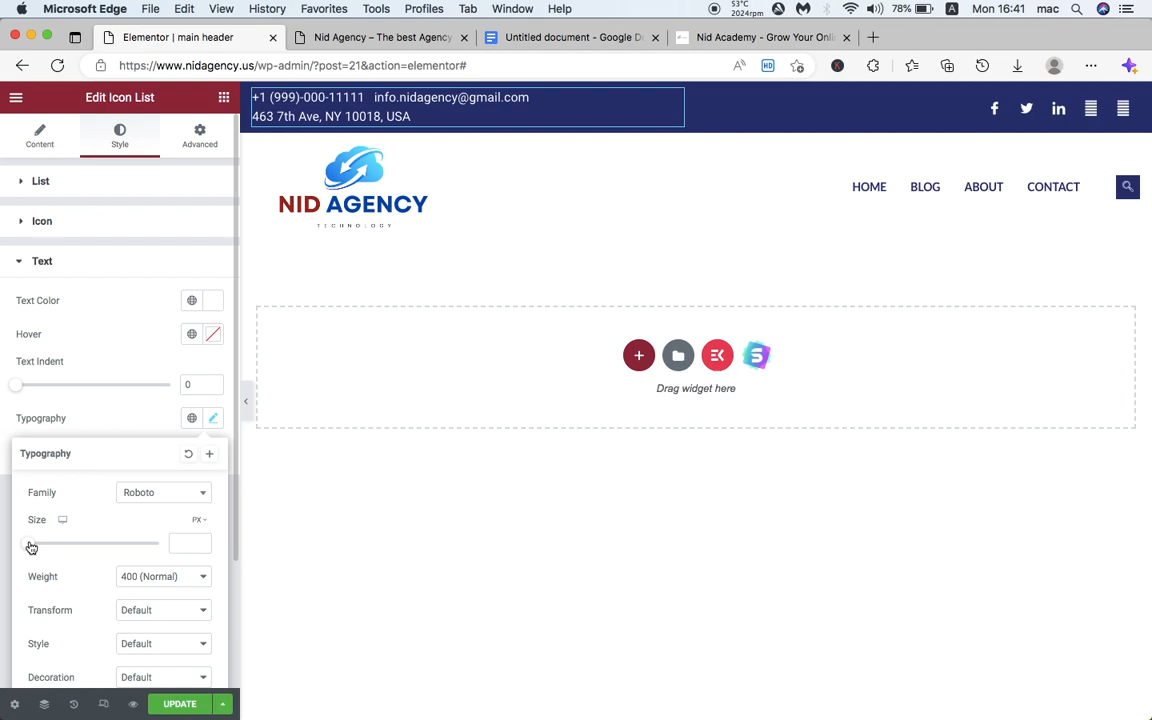 Microsoft Edge File Edit View History Favorites Tools Profiles Tab Window Help 53°C 2024rpm 78% A Mon 16:41 mac
Elementor | main header
Nid Agency – The best Agency
Untitled document - Google D
Nid Academy - Grow Your Onli
https://www.nidagency.us/wp-admin/?post=21&action=elementor#
Edit Icon List
Content Style Advanced
List
Icon
Text
Text Color
Hover
Text Indent
0
Typography
Typography
Family Roboto
Size PX
Weight 400 (Normal)
Transform Default
Style Default
Decoration Default
UPDATE
+1 (999)-000-11111 info.nidagency@gmail.com
463 7th Ave, NY 10018, USA
NID AGENCY
TECHNOLOGY
HOME BLOG ABOUT CONTACT
Drag widget here